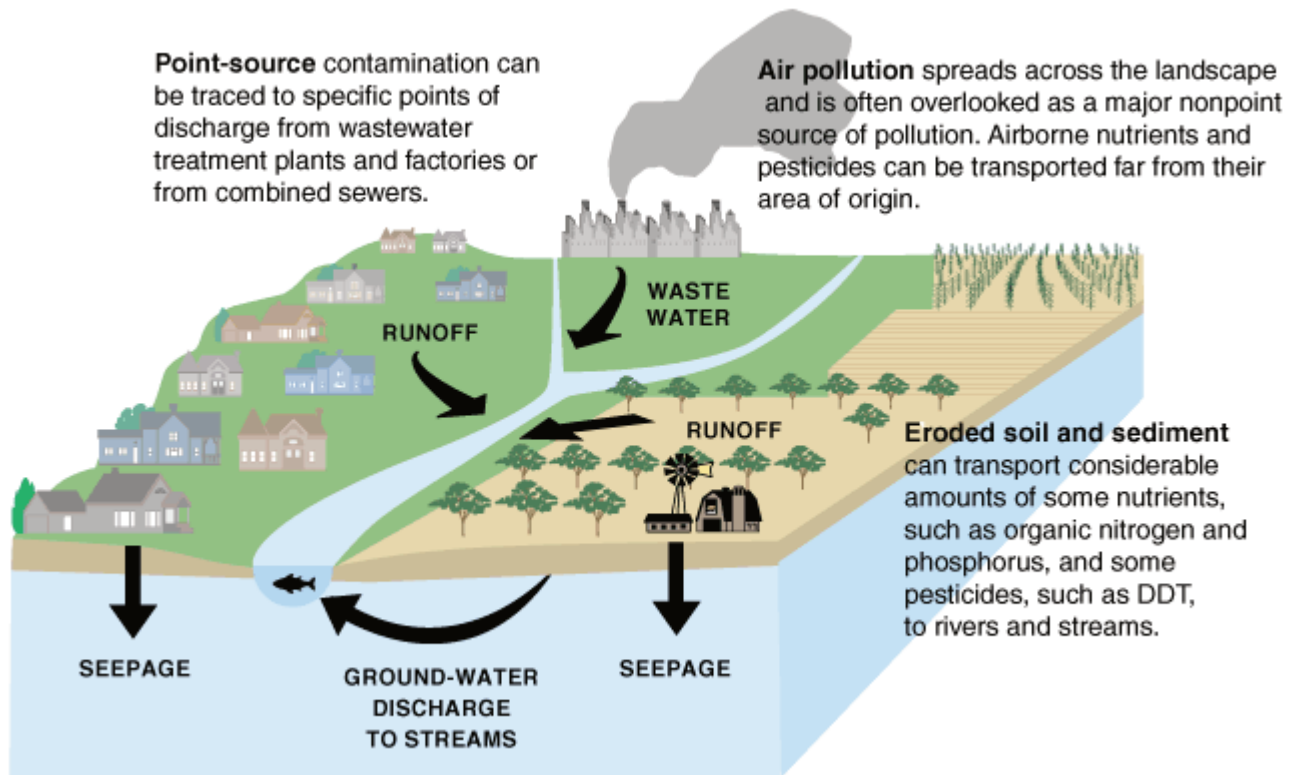 Point-source contamination can
be traced to specific points of
discharge from wastewater
treatment plants and factories or
from combined sewers.
Air pollution spreads across the landscape
and is often overlooked as a major nonpoint
source of pollution. Airborne nutrients and
pesticides can be transported far from their
area of origin.
WASTE
WATER
RUNOFF
RUNOFF
Eroded soil and sediment
can transport considerable
amounts of some nutrients,
such as organic nitrogen and
phosphorus, and some
pesticides, such as DDT,
to rivers and streams.
SEEPAGE
GROUND-WATER
DISCHARGE
TO STREAMS
SEEPAGE